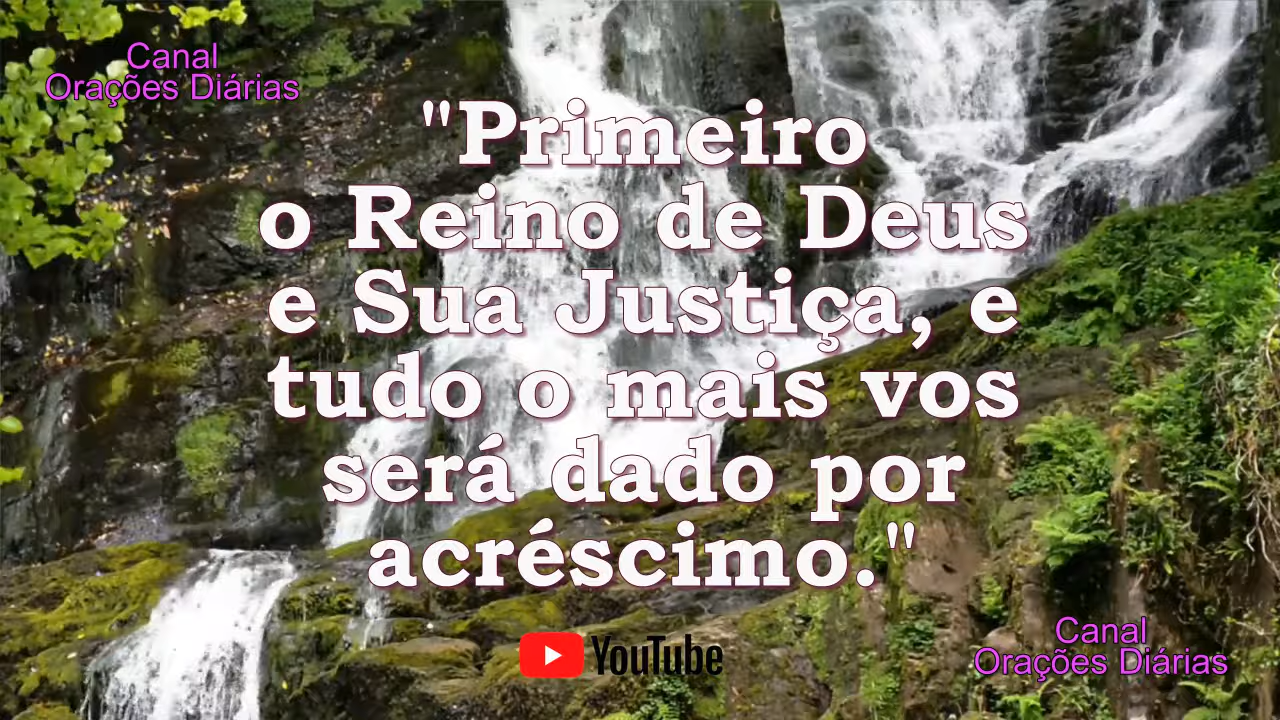 Canal
Orações Diárias
"Primeiro
o Reino de Deus
e Sua Justiça, e
tudo o mais vos
será dado por
acréscimo."
YouTube
Canal
Orações Diárias